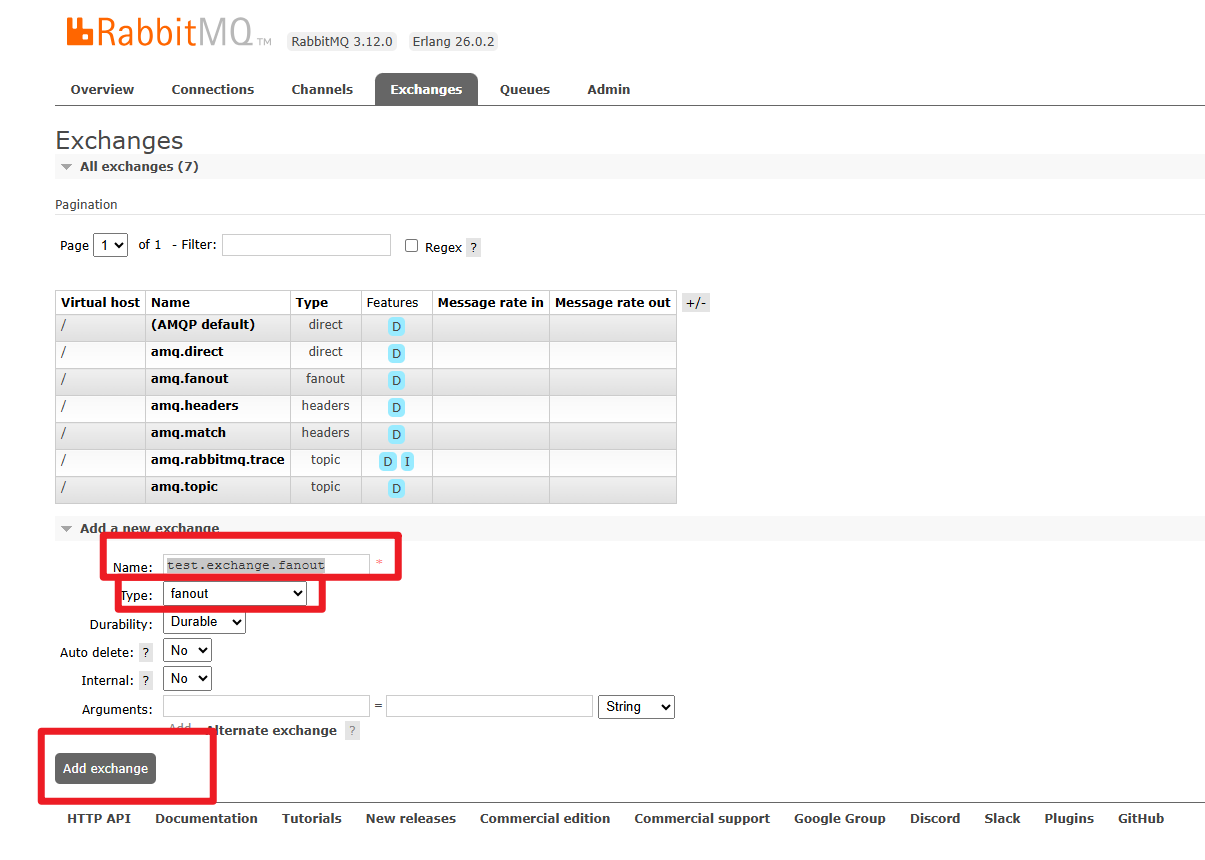 RabbitMQ TM RabbitMQ 3.12.0 Erlang 26.0.2
Overview Connections Channels Exchanges Queues Admin
Exchanges
All exchanges (7)
Pagination
Page 1 of 1 - Filter: Regex ?
Virtual host Name Type Features Message rate in Message rate out +/-
/ (AMQP default) direct D
/ amq.direct direct D
/ amq.fanout fanout D
/ amq.headers headers D
/ amq.match headers D
/ amq.rabbitmq.trace topic D I
/ amq.topic topic D
Add a new exchange
Name: test.exchange.fanout *
Type: fanout
Durability: Durable
Auto delete: ? No
Internal: ? No
Arguments: = String
Add Alternate exchange ?
Add exchange
HTTP API Documentation Tutorials New releases Commercial edition Commercial support Google Group Discord Slack Plugins GitHub